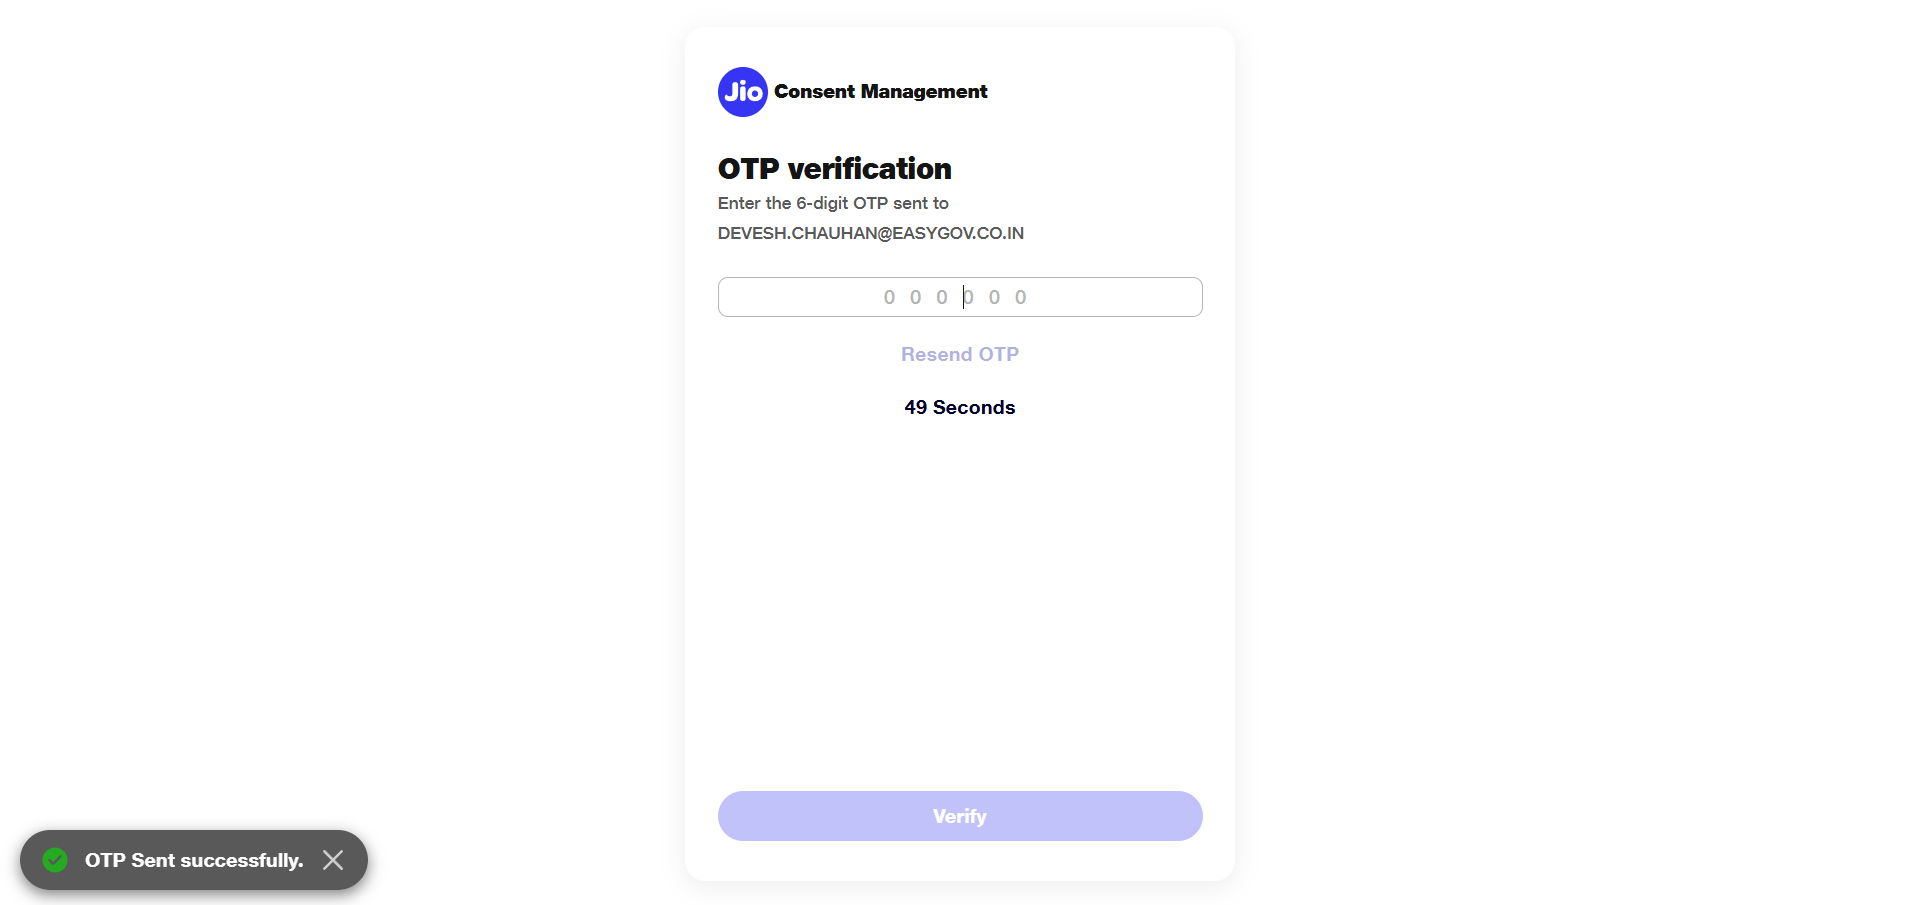 Jio Consent Management
OTP verification
Enter the 6-digit OTP sent to
DEVESH.CHAUHAN@EASYGOV.CO.IN
0 0 0 0 0 0
Resend OTP
49 Seconds
Verify
OTP Sent successfully.